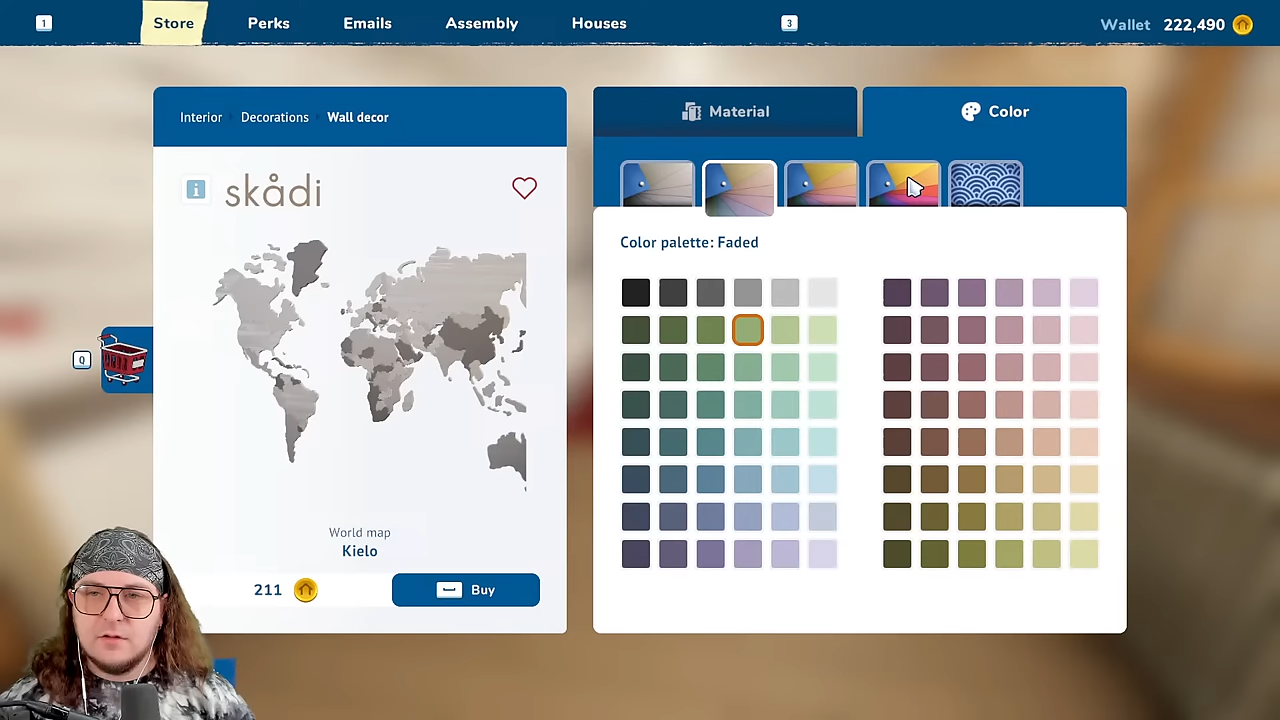 1
Store
Perks
Emails
Assembly
Houses
3
Wallet 222,490
Interior Decorations Wall decor
Material
Color
i skådi
Color palette: Faded
Q
World map
Kielo
211
Buy